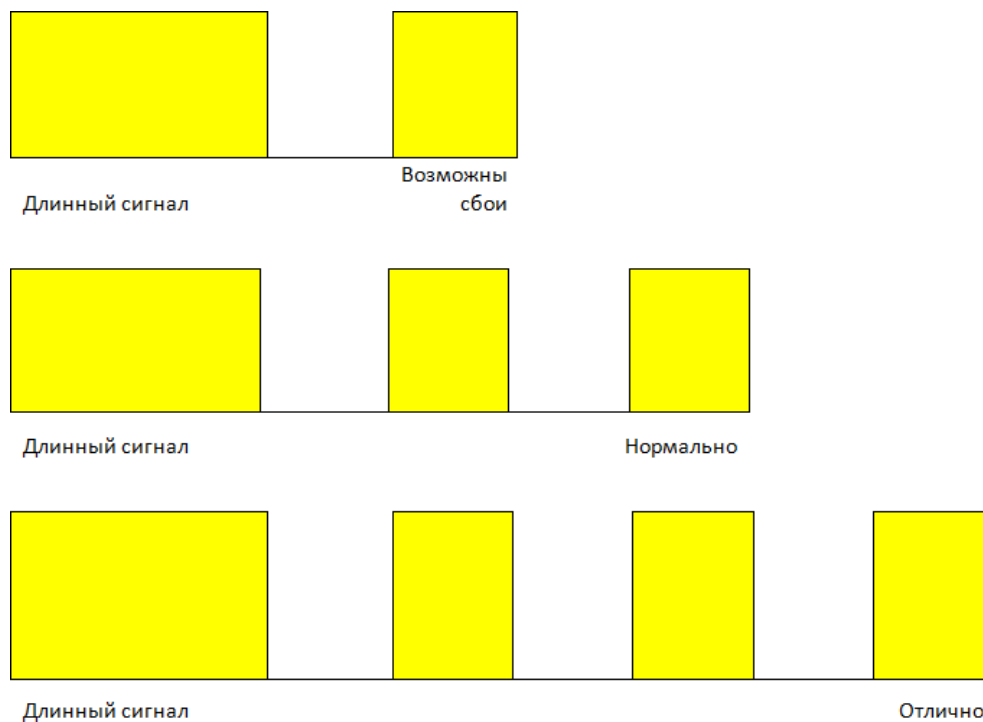 Возможны
Длинный сигнал сбои
Длинный сигнал Нормально
Длинный сигнал Отлично